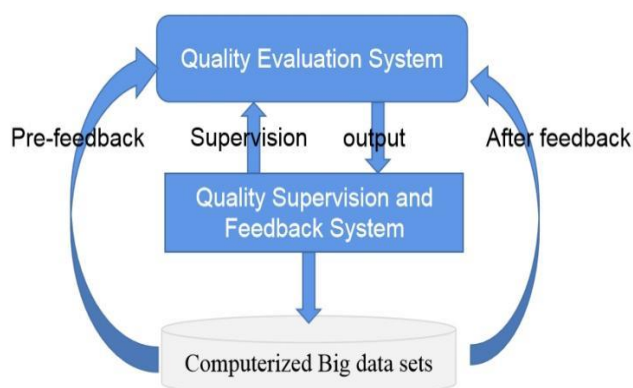 Quality Evaluation System
Pre-feedback
Supervision
output
After feedback
Quality Supervision and
Feedback System
Computerized Big data sets